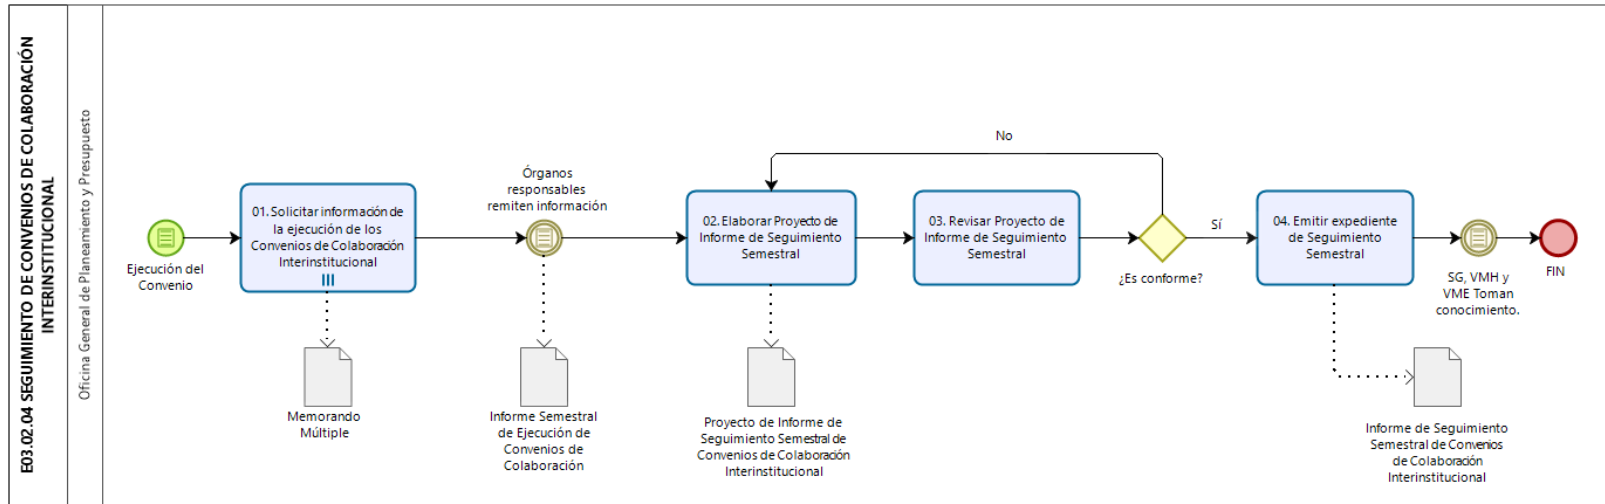 E03.02.04 SEGUIMIENTO DE CONVENIOS DE COLABORACIÓN
INTERINSTITUCIONAL
Oficina General de Planeamiento y Presupuesto
Ejecución del
Convenio
01. Solicitar información de
la ejecución de los
Convenios de Colaboración
Interinstitucional
Memorando
Múltiple
Órganos
responsables
remiten información
Informe Semestral
de Ejecución de
Convenios de
Colaboración
02. Elaborar Proyecto de
Informe de Seguimiento
Semestral
Proyecto de Informe de
Seguimiento Semestral de
Convenios de Colaboración
Interinstitucional
03. Revisar Proyecto de
Informe de Seguimiento
Semestral
No
¿Es conforme?
Sí
04. Emitir expediente
de Seguimiento
Semestral
Informe de Seguimiento
Semestral de Convenios
de Colaboración
Interinstitucional
SG, VMH y
VME Toman
conocimiento.
FIN